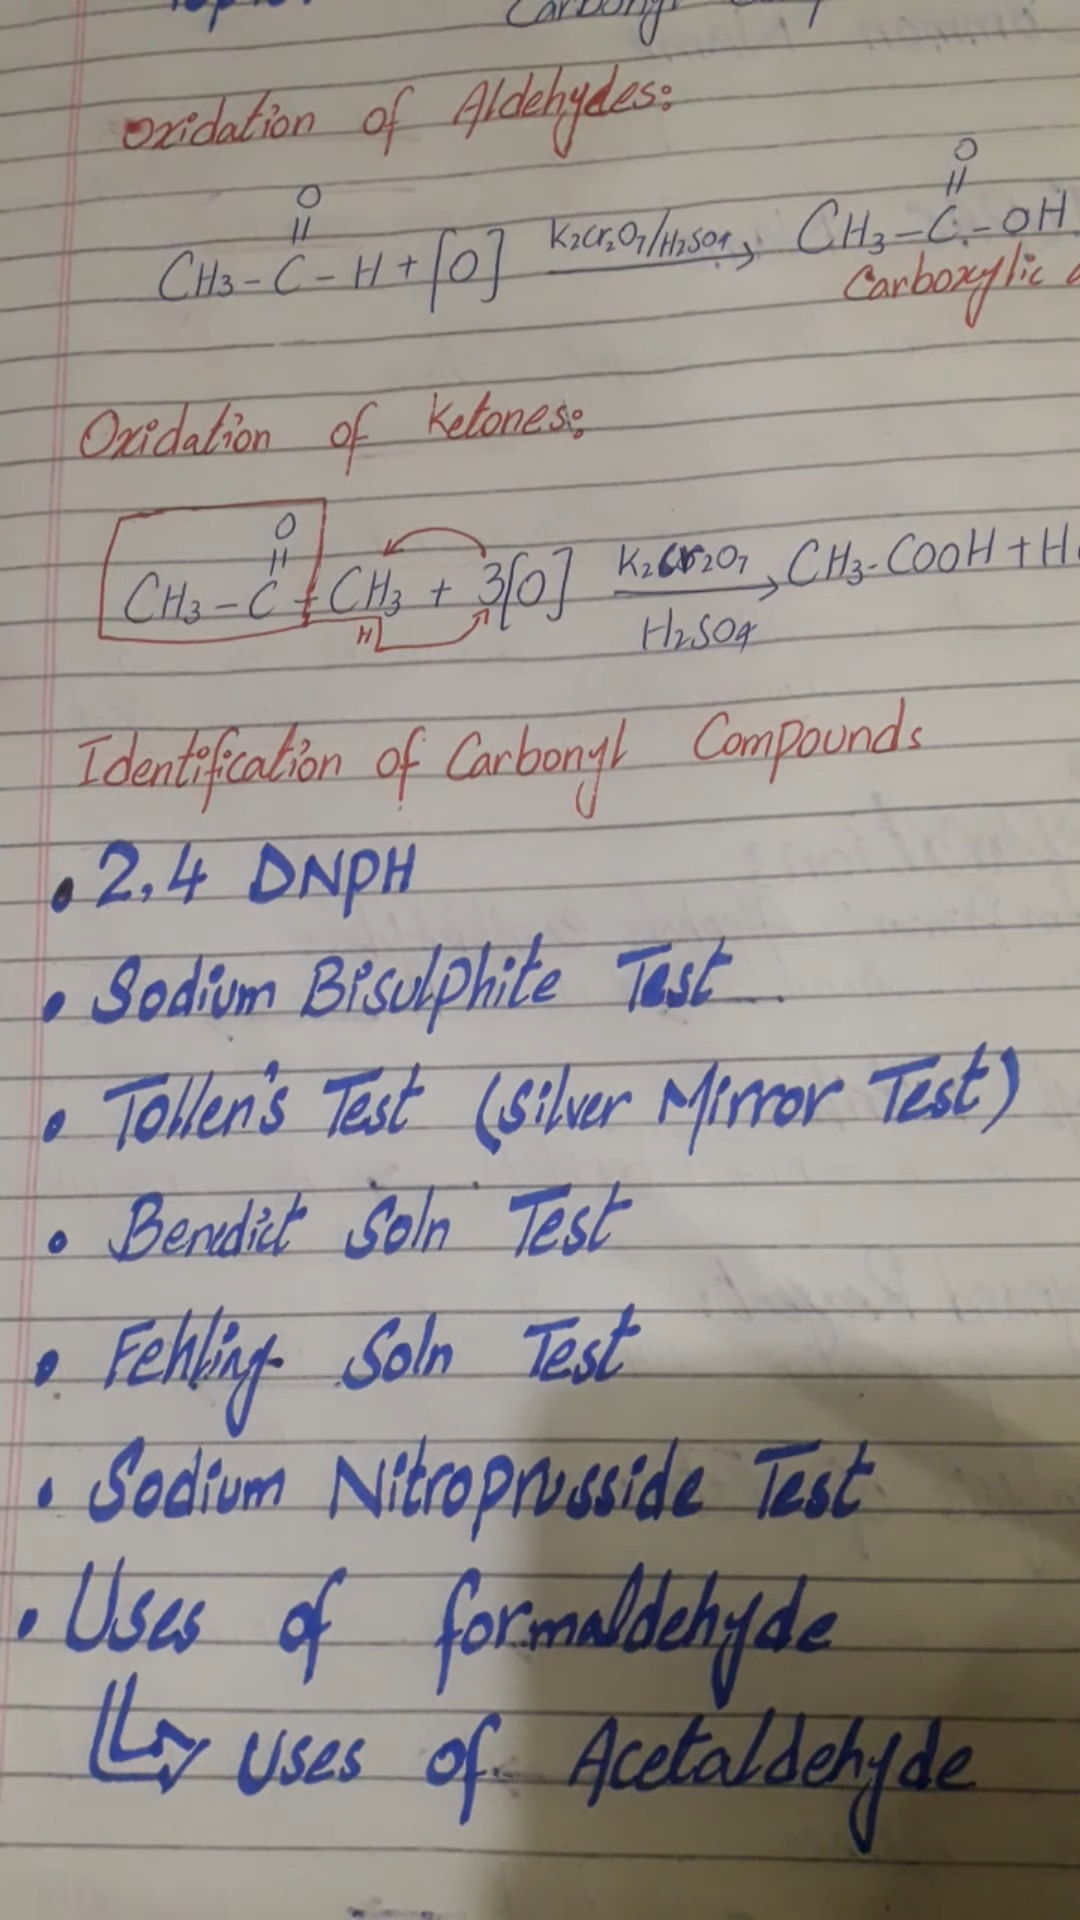 Carbonyl
Oxidation of Aldehydes:
O
||
CH3-C-H+[O] K2Cr2O7/H2SO4 CH3-C-OH
O
||
Carboxylic
Oxidation of Ketones:
O
||
CH3-C-CH3 + 3[O] K2Cr2O7 CH3-COOH+H
H
H2SO4
Identification of Carbonyl Compounds
• 2,4 DNPH
• Sodium Bisulphite Test
• Tollen's Test (Silver Mirror Test)
• Benedict Soln Test
• Fehling Soln Test
• Sodium Nitroprusside Test
• Uses of formaldehyde
↳ Uses of Acetaldehyde